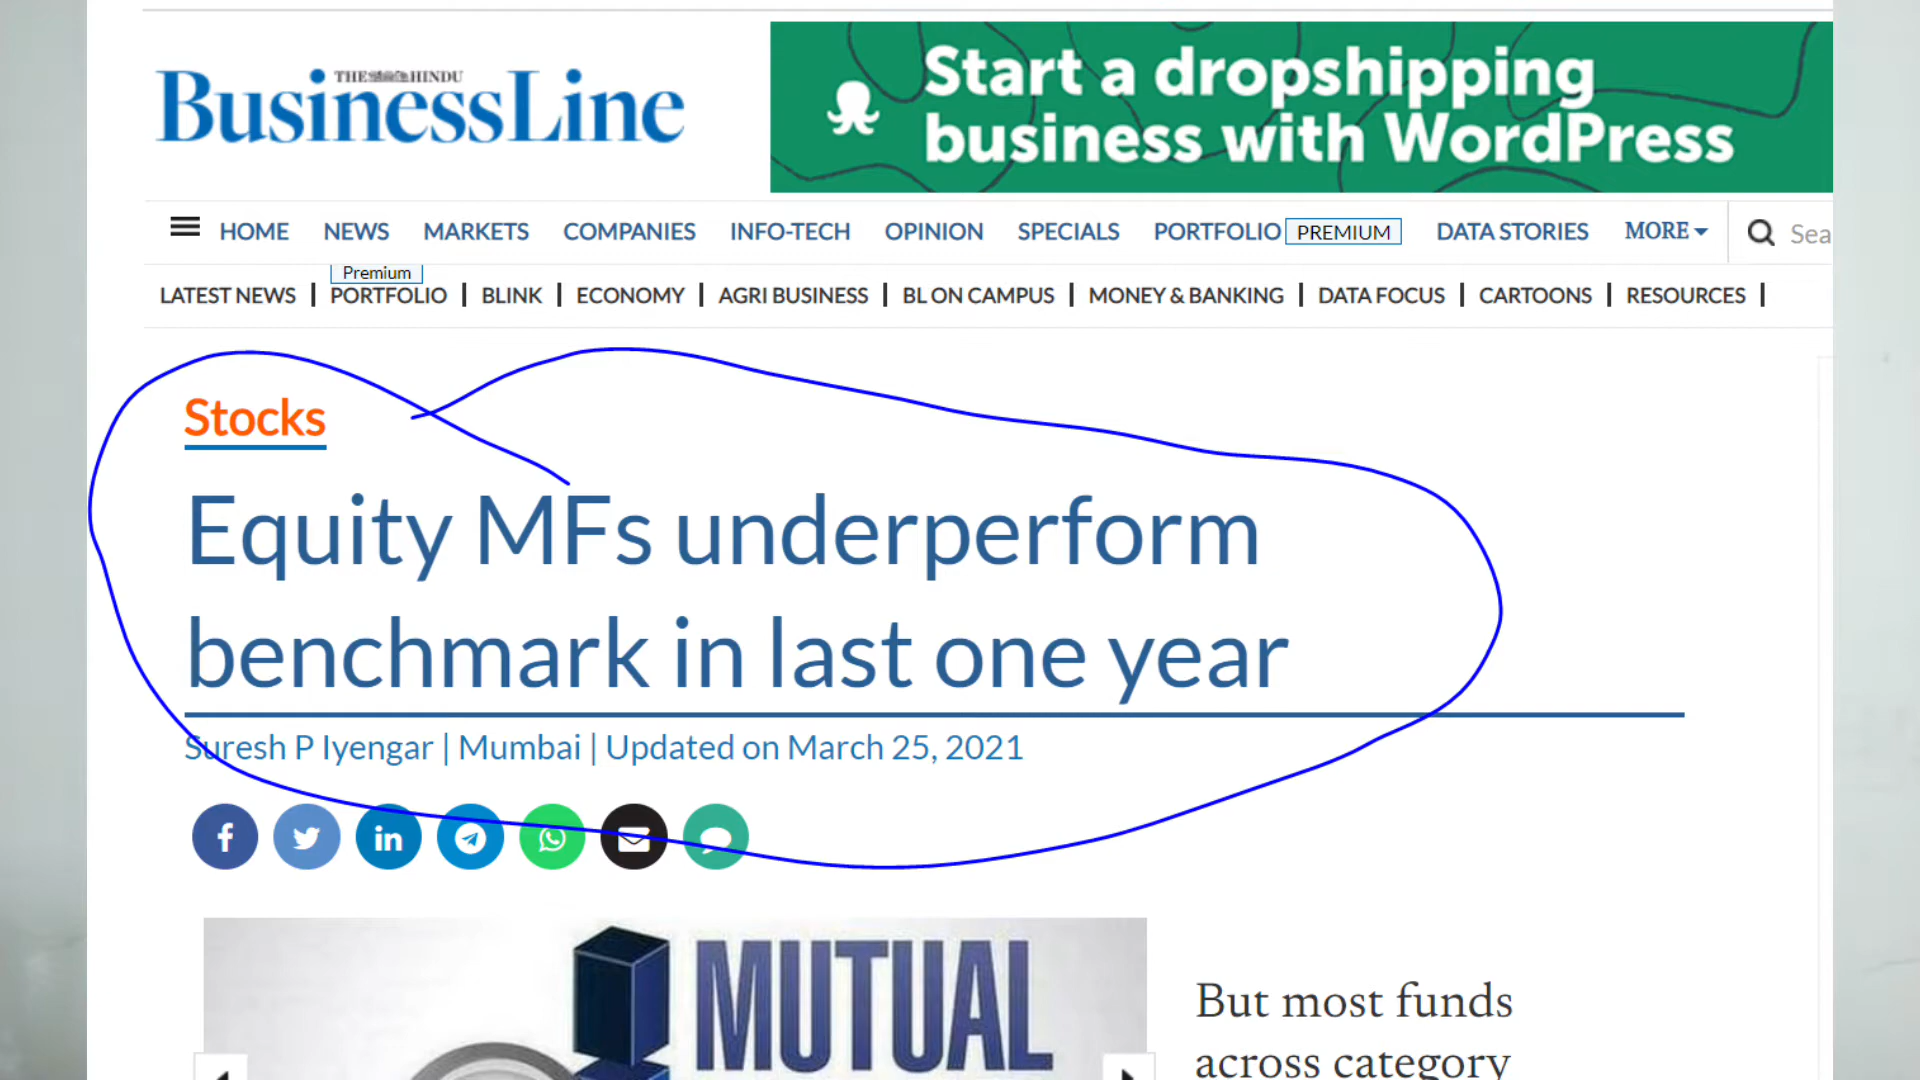 THE HINDU
BusinessLine
Start a dropshipping
business with WordPress
HOME NEWS MARKETS COMPANIES INFO-TECH OPINION SPECIALS PORTFOLIO PREMIUM DATA STORIES MORE Sea
Premium
LATEST NEWS | PORTFOLIO | BLINK | ECONOMY | AGRI BUSINESS | BL ON CAMPUS | MONEY & BANKING | DATA FOCUS | CARTOONS | RESOURCES |
Stocks
Equity MFs underperform
benchmark in last one year
Suresh P Iyengar | Mumbai | Updated on March 25, 2021
MUTUAL
But most funds
across category